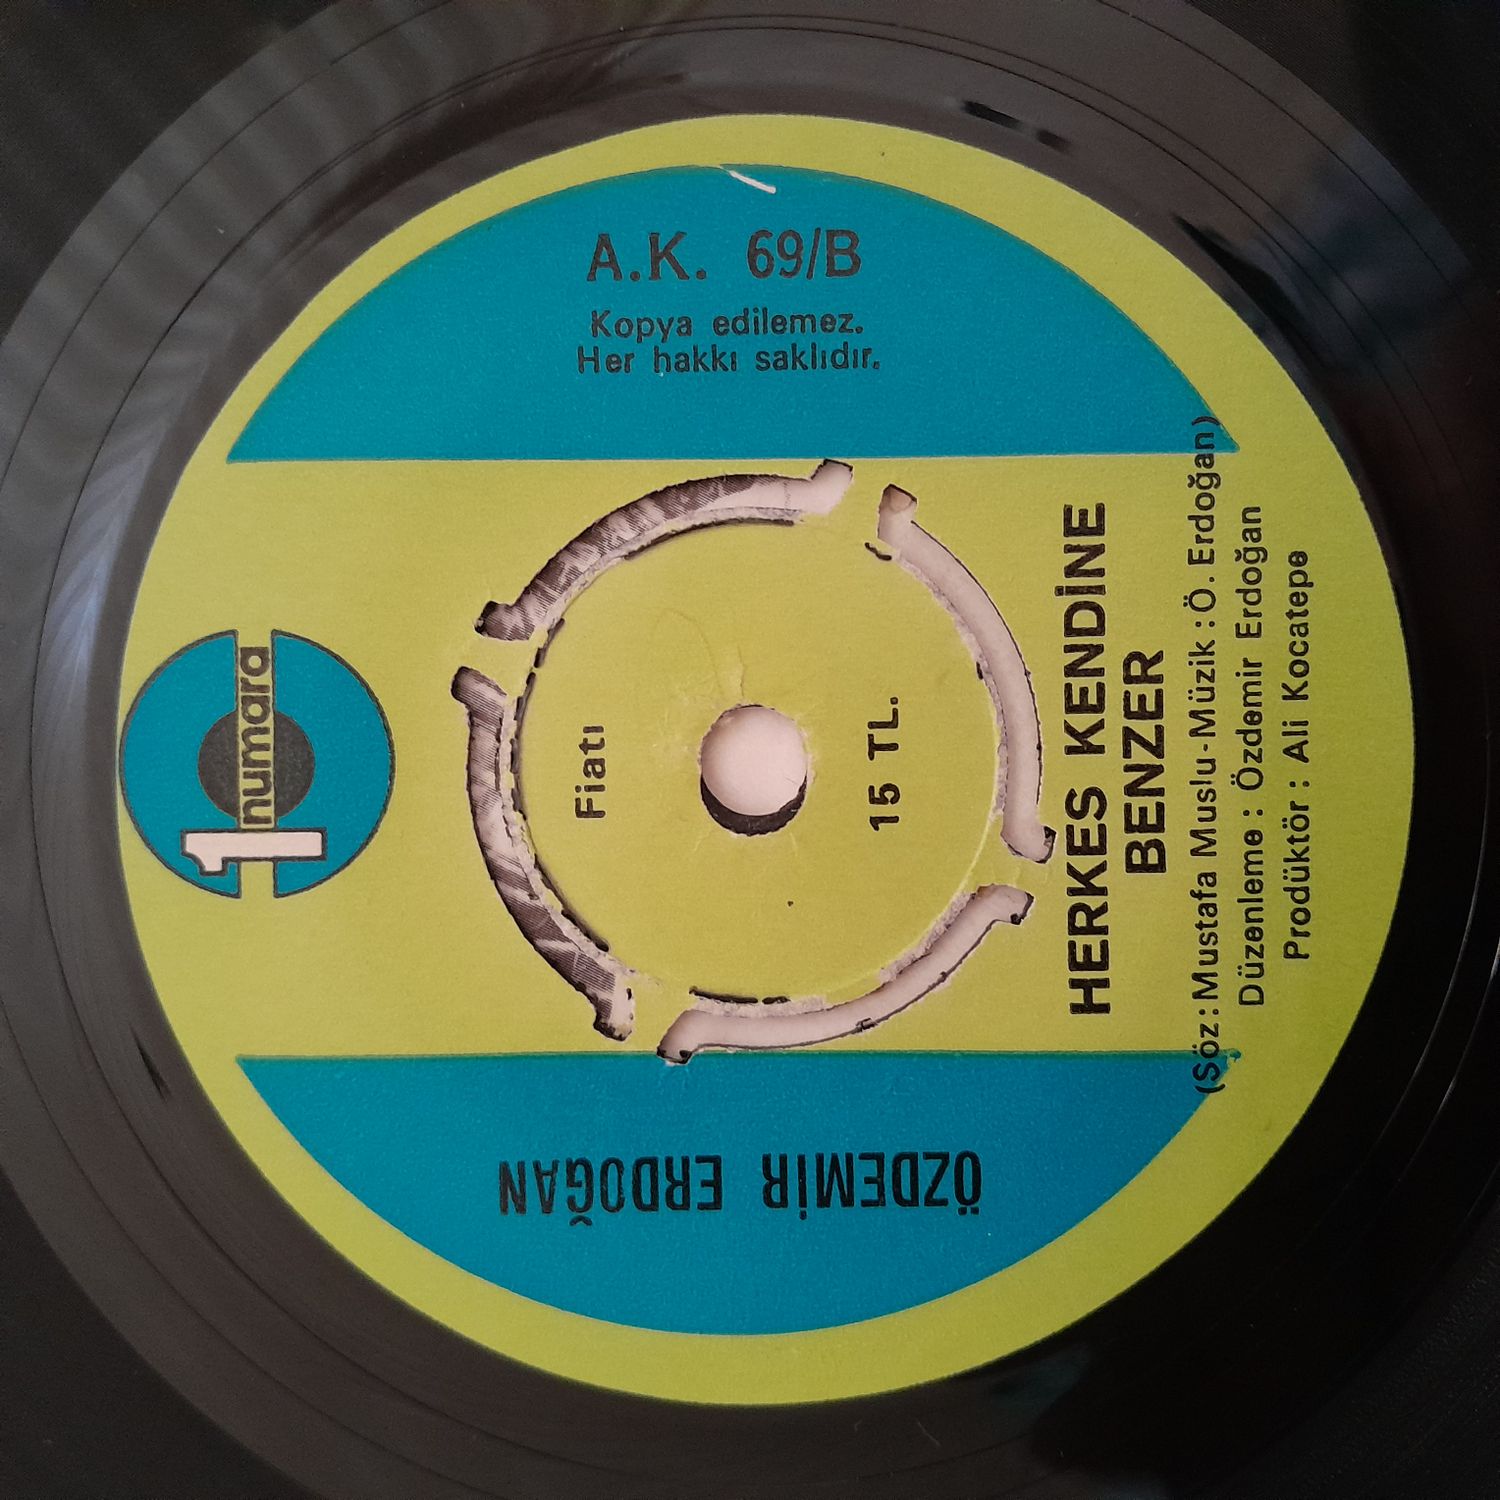 A.K. 69/B
Kopya edilemez.
Her hakkı saklıdır.
1 numara
Fiatı
15 TL.
HERKES KENDİNE
BENZER
(Söz: Mustafa Muslu-Müzik : Ö. Erdoğan)
Düzenleme : Özdemir Erdoğan
Prodüktör : Ali Kocatepe
ÖZDEMİR ERDOĞAN